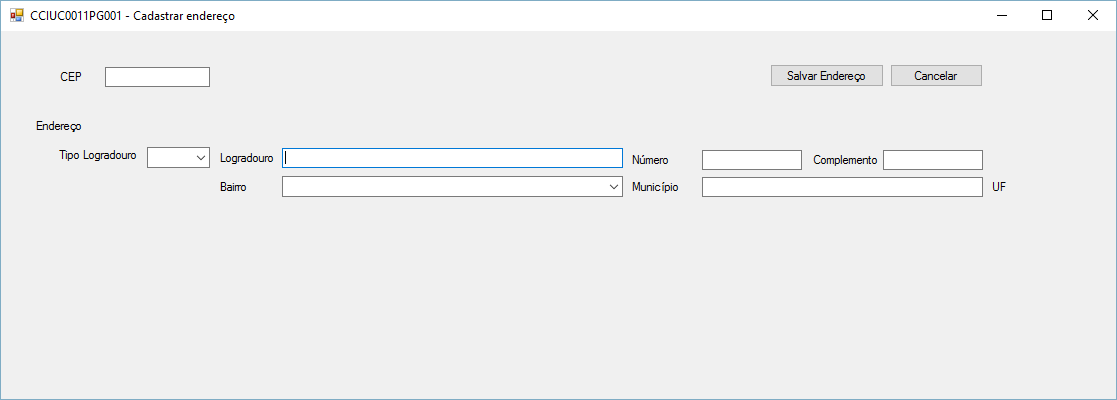 CCIUC0011PG001 - Cadastrar endereço
CEP
Salvar Endereço
Cancelar
Endereço
Tipo Logradouro
Logradouro
Número
Complemento
Bairro
Município
UF